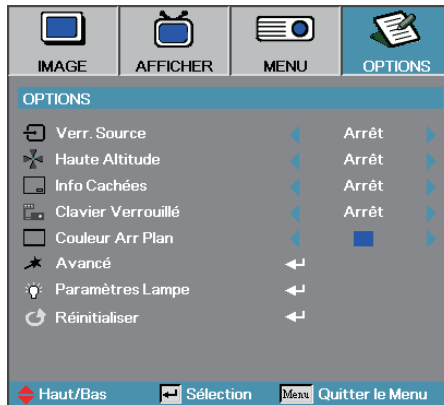 IMAGE AFFICHER MENU OPTIONS
OPTIONS
Verr. Source Arrêt
Haute Altitude Arrêt
Info Cachées Arrêt
Clavier Verrouillé Arrêt
Couleur Arr Plan
Avancé
Paramètres Lampe
Réinitialiser
Haut/Bas Sélection Menu Quitter le Menu